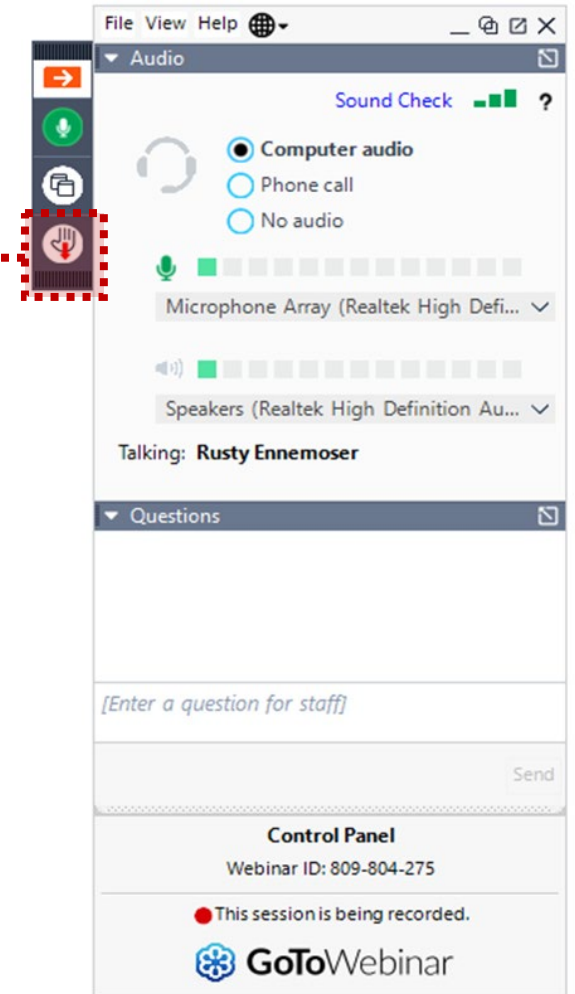 File View Help
Audio
Sound Check ?
Computer audio
Phone call
No audio
Microphone Array (Realtek High Defi...
Speakers (Realtek High Definition Au...
Talking: Rusty Ennemoser
Questions
[Enter a question for staff]
Send
Control Panel
Webinar ID: 809-804-275
This session is being recorded.
GoToWebinar